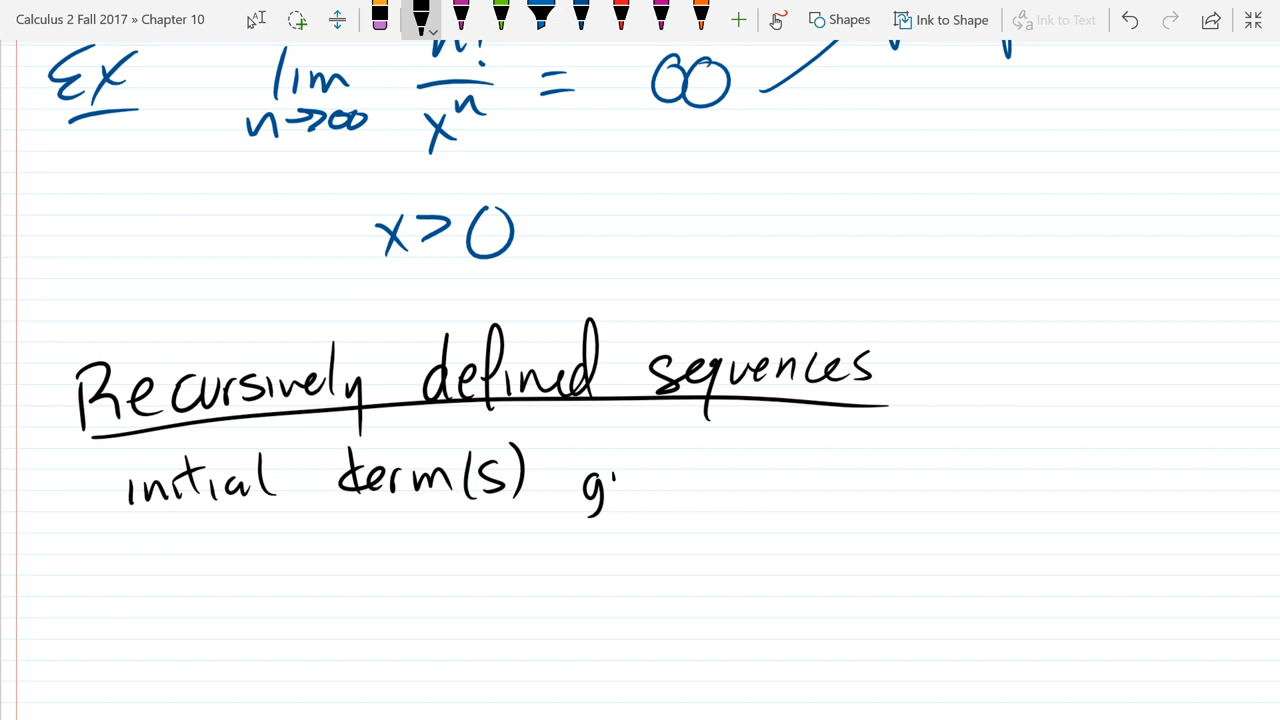 Calculus 2 Fall 2017 » Chapter 10 Shapes Ink to Shape Ink to Text
Ex lim n→∞ n!/xⁿ = ∞
x > 0
Recursively defined sequences
initial term(s) g